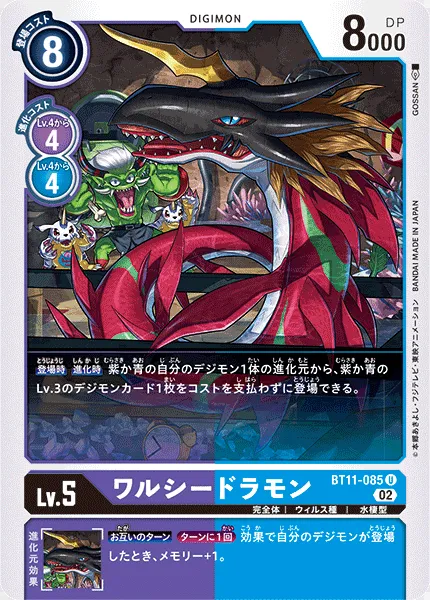 登場コスト
8
DIGIMON
DP
8000
進化コスト
Lv.4から
4
Lv.4から
4
GOSSAN
BANDAI MADE IN JAPAN
©本郷あきよし・フジテレビ・東映アニメーション
登場時 進化時 紫か青の自分のデジモン1体の進化元から、紫か青の
Lv.3のデジモンカード1枚をコストを支払わずに登場できる。
BT11-085 U
Lv.5
ワルシードラモン
02
完全体 ウィルス種 水棲型
進化元効果
お互いのターン ターンに1回 効果で自分のデジモンが登場
したとき、メモリー+1。